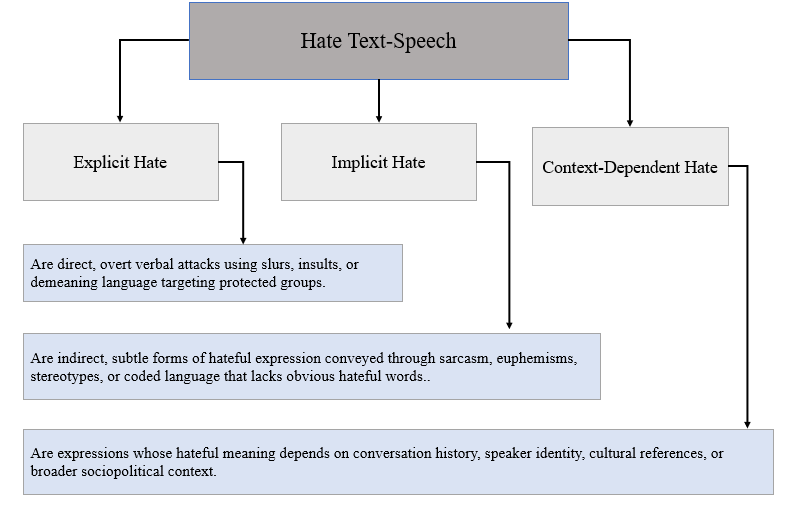 Hate Text-Speech
Explicit Hate
Implicit Hate
Context-Dependent Hate
Are direct, overt verbal attacks using slurs, insults, or
demeaning language targeting protected groups.
Are indirect, subtle forms of hateful expression conveyed through sarcasm, euphemisms,
stereotypes, or coded language that lacks obvious hateful words..
Are expressions whose hateful meaning depends on conversation history, speaker identity, cultural references, or
broader sociopolitical context.